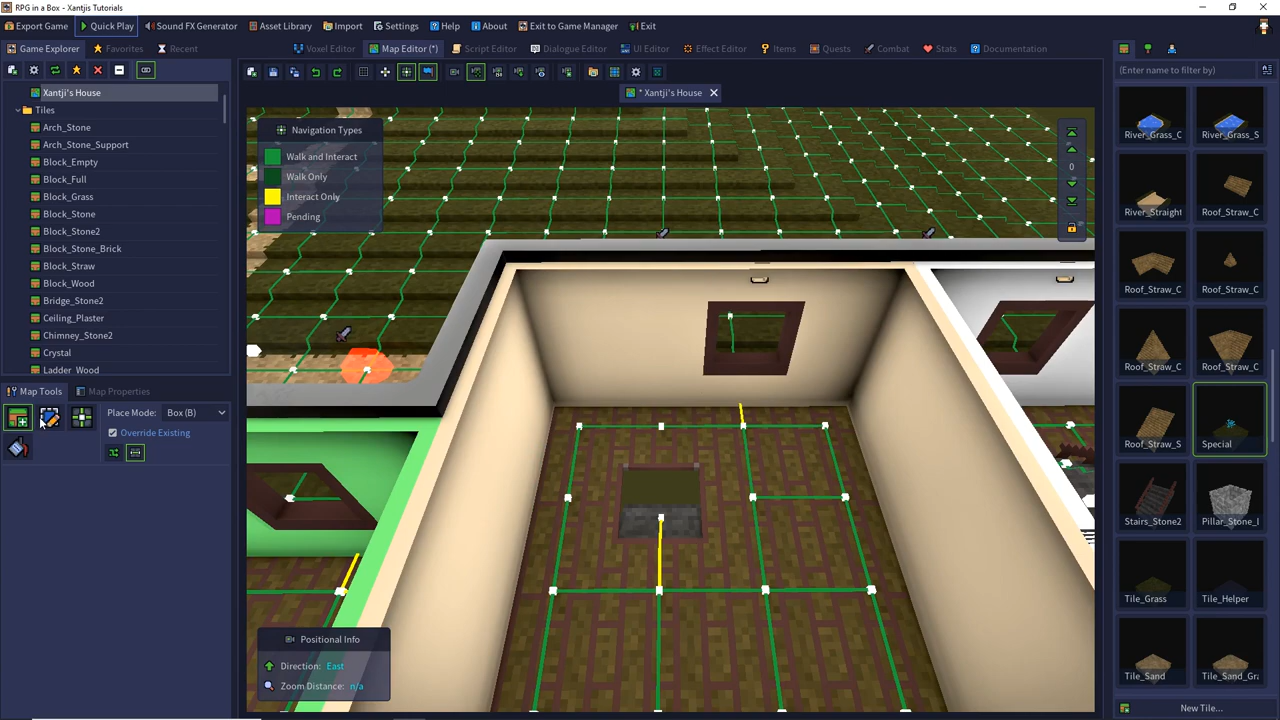 RPG in a Box - Xantjis Tutorials
Export Game Quick Play Sound FX Generator Asset Library Import Settings Help About Exit to Game Manager Exit
Game Explorer Favorites Recent Voxel Editor Map Editor (*) Script Editor Dialogue Editor UI Editor Effect Editor Items Quests Combat Stats Documentation
(Enter name to filter by)
* Xantji's House
Xantji's House
Tiles
Arch_Stone
Arch_Stone_Support
Block_Empty
Block_Full
Block_Grass
Block_Stone
Block_Stone2
Block_Stone_Brick
Block_Straw
Block_Wood
Bridge_Stone2
Ceiling_Plaster
Chimney_Stone2
Crystal
Ladder_Wood
Map Tools Map Properties
Place Mode: Box (B)
Override Existing
Navigation Types
Walk and Interact
Walk Only
Interact Only
Pending
0
Positional Info
Direction: East
Zoom Distance: n/a
River_Grass_C River_Grass_S
River_Straight Roof_Straw_C
Roof_Straw_C Roof_Straw_C
Roof_Straw_C Roof_Straw_C
Roof_Straw_S Special
Stairs_Stone2 Pillar_Stone_I
Tile_Grass Tile_Helper
Tile_Sand Tile_Sand_Gra
New Tile...